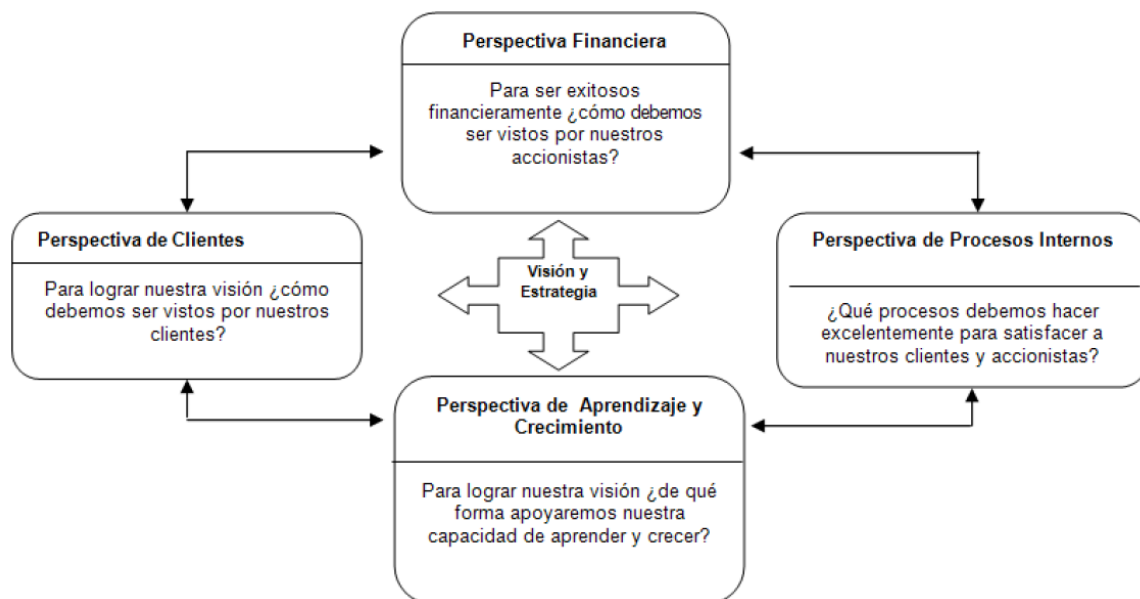 Perspectiva Financiera
Para ser exitosos
financieramente ¿cómo debemos
ser vistos por nuestros
accionistas?
Perspectiva de Clientes
Para lograr nuestra visión ¿cómo
debemos ser vistos por nuestros
clientes?
Visión y
Estrategia
Perspectiva de Procesos Internos
¿Qué procesos debemos hacer
excelentemente para satisfacer a
nuestros clientes y accionistas?
Perspectiva de Aprendizaje y
Crecimiento
Para lograr nuestra visión ¿de qué
forma apoyaremos nuestra
capacidad de aprender y crecer?